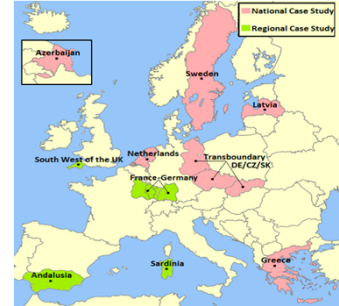 National Case Study
Regional Case Study
Azerbaijan
Sweden
Latvia
Netherlands
Transboundary
DE/CZ/SK
South West of the UK
France-Germany
Sardinia
Andalusia
Greece